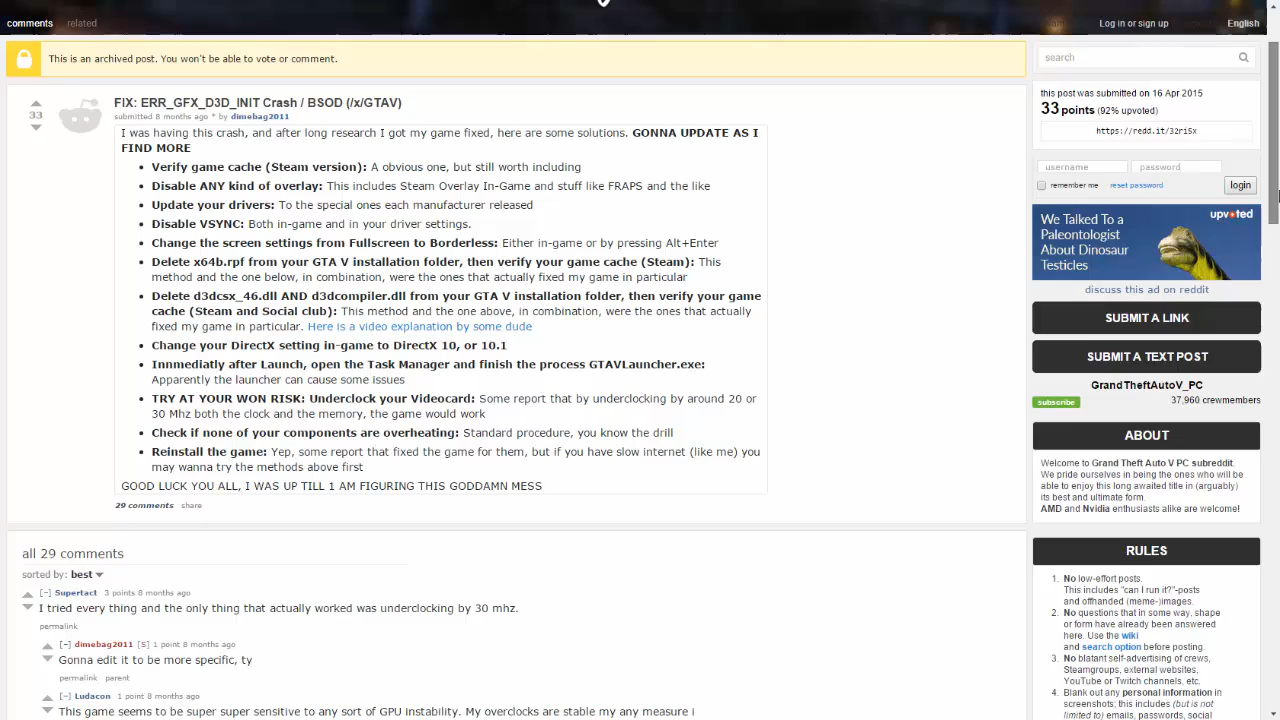 comments related
Log in or sign up English
This is an archived post. You won't be able to vote or comment.
search
33
FIX: ERR_GFX_D3D_INIT Crash / BSOD (/x/GTAV)
submitted 8 months ago * by dimebag2011
I was having this crash, and after long research I got my game fixed, here are some solutions. GONNA UPDATE AS I
FIND MORE
• Verify game cache (Steam version): A obvious one, but still worth including
• Disable ANY kind of overlay: This includes Steam Overlay In-Game and stuff like FRAPS and the like
• Update your drivers: To the special ones each manufacturer released
• Disable VSYNC: Both in-game and in your driver settings.
• Change the screen settings from Fullscreen to Borderless: Either in-game or by pressing Alt+Enter
• Delete x64b.rpf from your GTA V installation folder, then verify your game cache (Steam): This
method and the one below, in combination, were the ones that actually fixed my game in particular
• Delete d3dcsx_46.dll AND d3dcompiler.dll from your GTA V installation folder, then verify your game
cache (Steam and Social club): This method and the one above, in combination, were the ones that actually
fixed my game in particular. Here is a video explanation by some dude
• Change your DirectX setting in-game to DirectX 10, or 10.1
• Innmediatly after Launch, open the Task Manager and finish the process GTAVLauncher.exe:
Apparently the launcher can cause some issues
• TRY AT YOUR WON RISK: Underclock your Videocard: Some report that by underclocking by around 20 or
30 Mhz both the clock and the memory, the game would work
• Check if none of your components are overheating: Standard procedure, you know the drill
• Reinstall the game: Yep, some report that fixed the game for them, but if you have slow internet (like me) you
may wanna try the methods above first
GOOD LUCK YOU ALL, I WAS UP TILL 1 AM FIGURING THIS GODDAMN MESS
29 comments share
all 29 comments
sorted by: best
[–] Supertact 3 points 8 months ago
I tried every thing and the only thing that actually worked was underclocking by 30 mhz.
permalink
[–] dimebag2011 [S] 1 point 8 months ago
Gonna edit it to be more specific, ty
permalink parent
[–] Ludacon 1 point 8 months ago
This game seems to be super super sensitive to any sort of GPU instability. My overclocks are stable my any measure i
this post was submitted on 16 Apr 2015
33 points (92% upvoted)
https://redd.it/32ri5x
username password
remember me reset password login
We Talked To a
Paleontologist
About Dinosaur
Testicles
upvoted
discuss this ad on reddit
SUBMIT A LINK
SUBMIT A TEXT POST
GrandTheftAutoV_PC
subscribe 37,960 crewmembers
ABOUT
Welcome to Grand Theft Auto V PC subreddit.
We pride ourselves in being the ones who will be
able to enjoy this long awaited title in (arguably)
its best and ultimate form.
AMD and Nvidia enthusiasts alike are welcome!
RULES
1. No low-effort posts.
This includes "can I run it?"-posts
and offhanded (meme-)images.
2. No questions that in some way, shape
or form have already been answered
here. Use the wiki
and search option before posting.
3. No blatant self-advertising of crews,
Steamgroups, external websites,
YouTube or Twitch channels, etc.
4. Blank out any personal information in
screenshots; this includes (but is not
limited to) emails, passwords, social